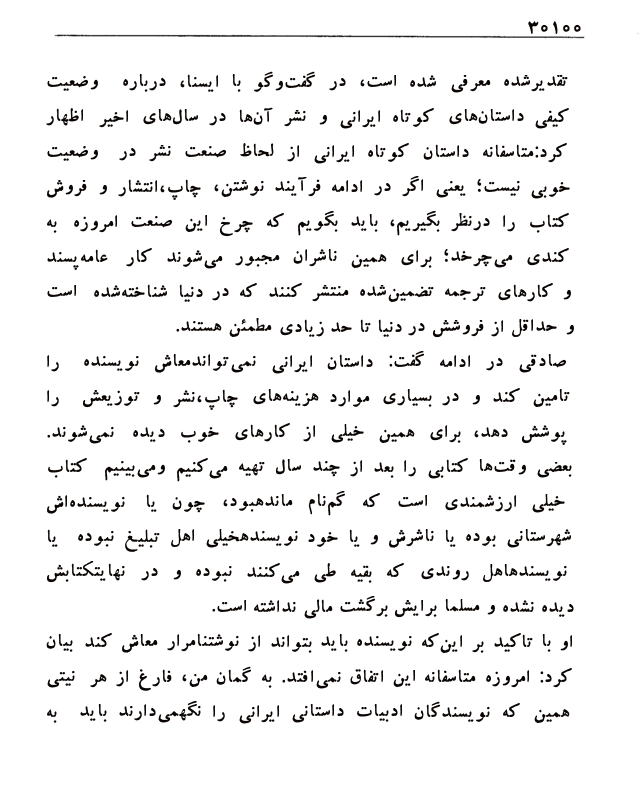 ۳۰۱۰۰
تقدیرشده معرفی شده است، در گفت‌وگو با ایسنا، درباره وضعیت
کیفی داستان‌های کوتاه ایرانی و نشر آن‌ها در سال‌های اخیر اظهار
کرد:متاسفانه داستان کوتاه ایرانی از لحاظ صنعت نشر در وضعیت
خوبی نیست؛ یعنی اگر در ادامه فرآیند نوشتن، چاپ،انتشار و فروش
کتاب را درنظر بگیریم، باید بگویم که چرخ این صنعت امروزه به
کندی می‌چرخد؛ برای همین ناشران مجبور می‌شوند کار عامه‌پسند
و کارهای ترجمه تضمین‌شده منتشر کنند که در دنیا شناخته‌شده است
و حداقل از فروشش در دنیا تا حد زیادی مطمئن هستند.
صادقی در ادامه گفت: داستان ایرانی نمی‌تواندمعاش نویسنده را
تامین کند و در بسیاری موارد هزینه‌های چاپ،نشر و توزیعش را
پوشش دهد، برای همین خیلی از کارهای خوب دیده نمی‌شوند.
بعضی وقت‌ها کتابی را بعد از چند سال تهیه می‌کنیم ومی‌بینیم کتاب
خیلی ارزشمندی است که گم‌نام ماندهبود، چون یا نویسنده‌اش
شهرستانی بوده یا ناشرش و یا خود نویسندهخیلی اهل تبلیغ نبوده یا
نویسندهاهل روندی که بقیه طی می‌کنند نبوده و در نهایتکتابش
دیده نشده و مسلما برایش برگشت مالی نداشته است.
او با تاکید بر این‌که نویسنده باید بتواند از نوشتنامرار معاش کند بیان
کرد: امروزه متاسفانه این اتفاق نمی‌افتد. به گمان من، فارغ از هر نیتی
همین که نویسندگان ادبیات داستانی ایرانی را نگهمی‌دارند باید به